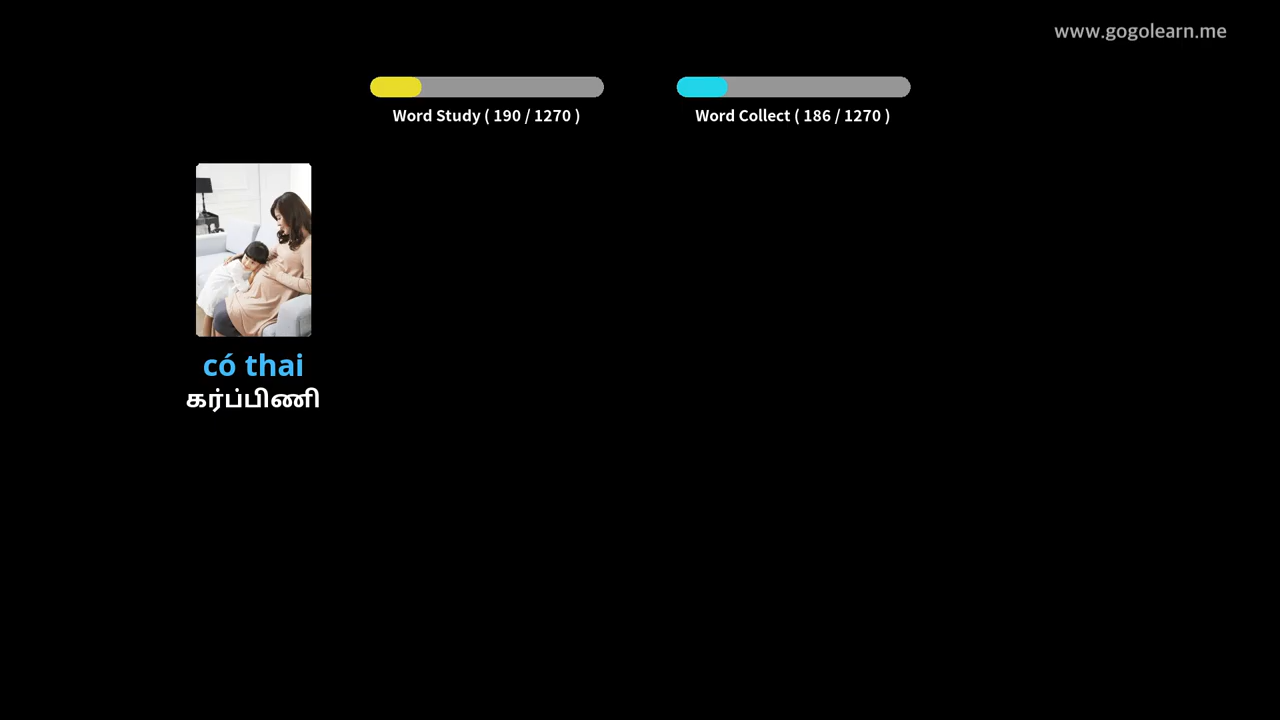 www.gogolearn.me
Word Study ( 190 / 1270 )
Word Collect ( 186 / 1270 )
có thai
கர்ப்பிணி